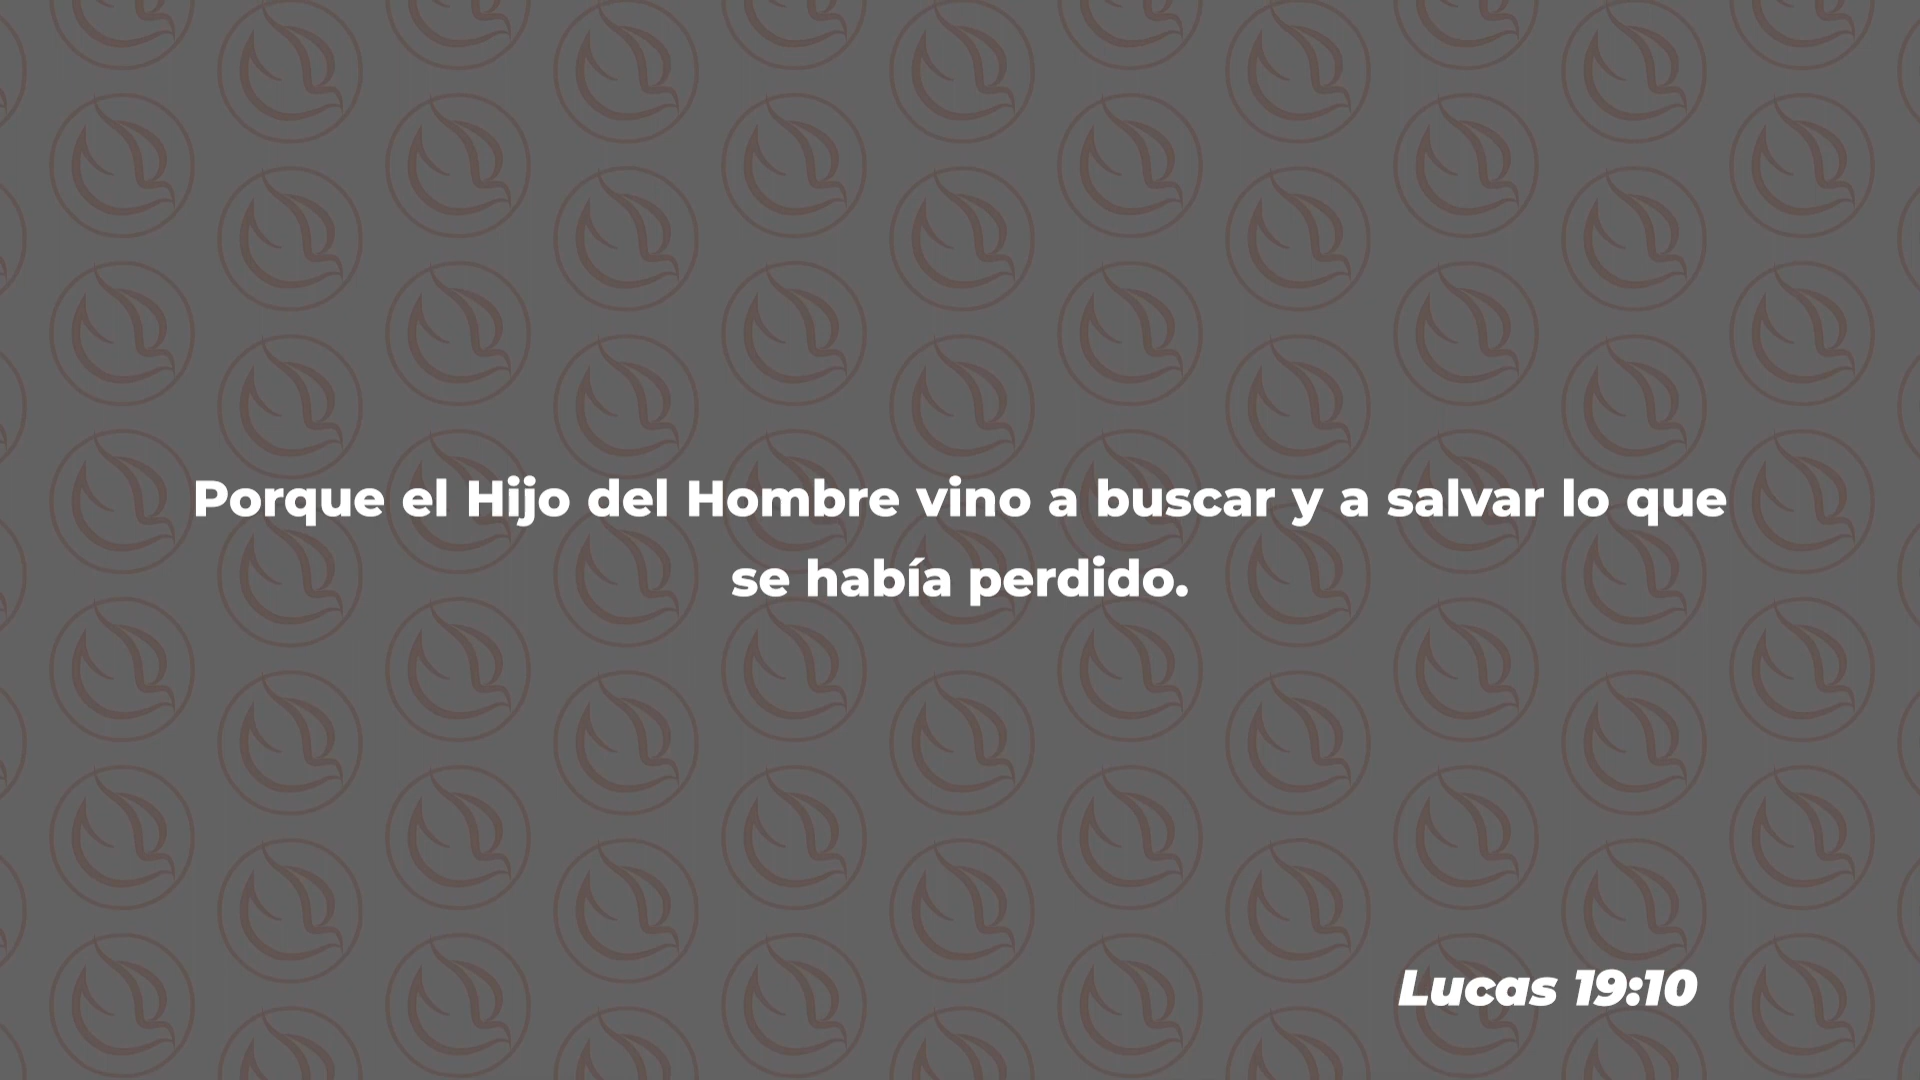 Porque el Hijo del Hombre vino a buscar y a salvar lo que
se había perdido.
Lucas 19:10